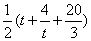 1/2 (t + 4/t + 20/3)